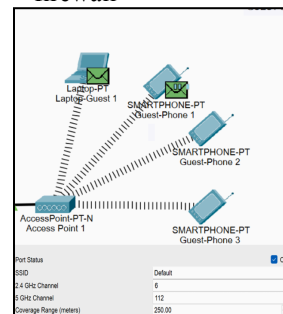 firewall
Laptop-PT
Laptop-Guest 1
SMARTPHONE-PT
Guest-Phone 1
SMARTPHONE-PT
Guest-Phone 2
AccessPoint-PT-N
Access Point 1
SMARTPHONE-PT
Guest-Phone 3
Port Status
SSID Default
2.4 GHz Channel 6
5 GHz Channel 112
Coverage Range (meters) 250.00